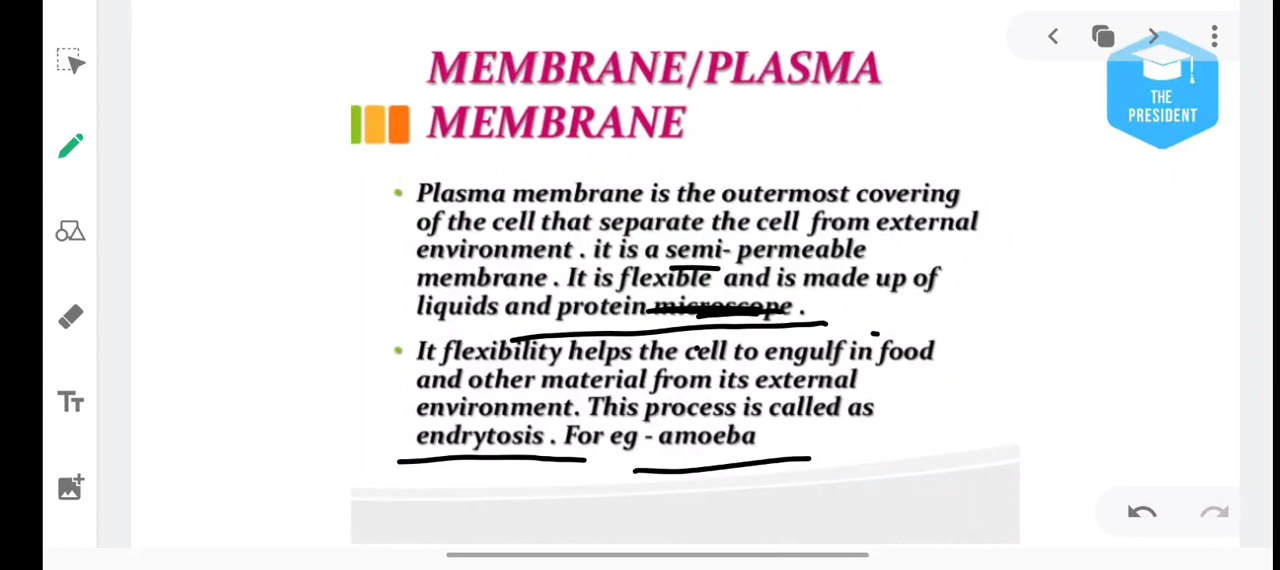 MEMBRANE/PLASMA
MEMBRANE
THE
PRESIDENT
• Plasma membrane is the outermost covering
of the cell that separate the cell from external
environment . it is a semi- permeable
membrane . It is flexible and is made up of
liquids and protein microscope .
• It flexibility helps the cell to engulf in food
and other material from its external
environment. This process is called as
endrytosis . For eg - amoeba
Tт